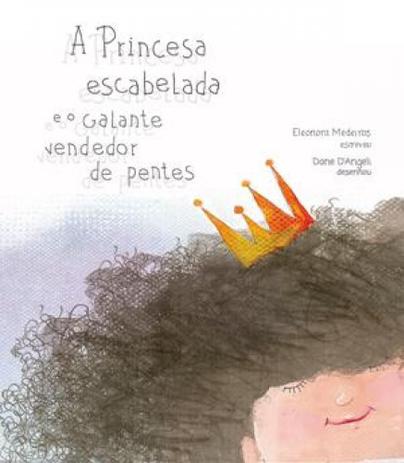 A Princesa
escabelada
e o Galante
vendedor
de pentes
Eleonora Medeiros
escreveu
Dane D'Angeli
desenhou